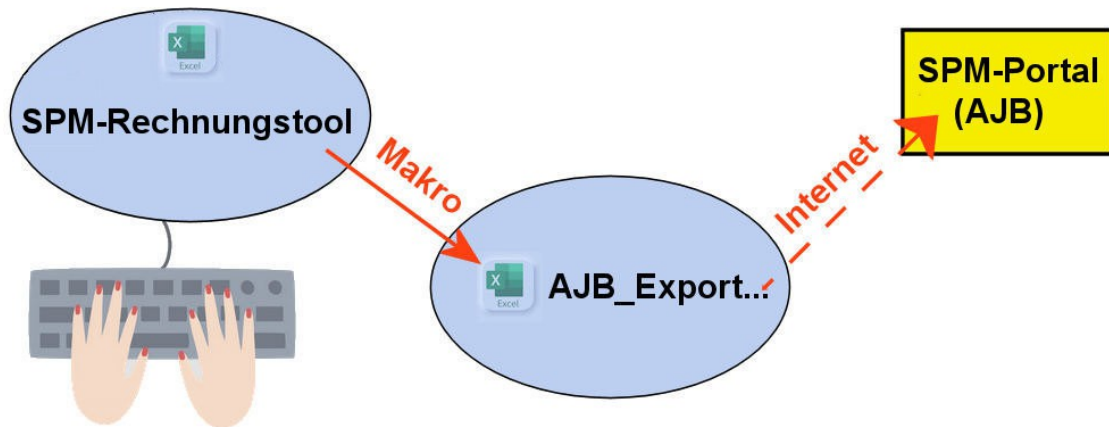 X
Excel
SPM-Rechnungstool
Makro
X
Excel
AJB_Export...
Internet
SPM-Portal
(AJB)